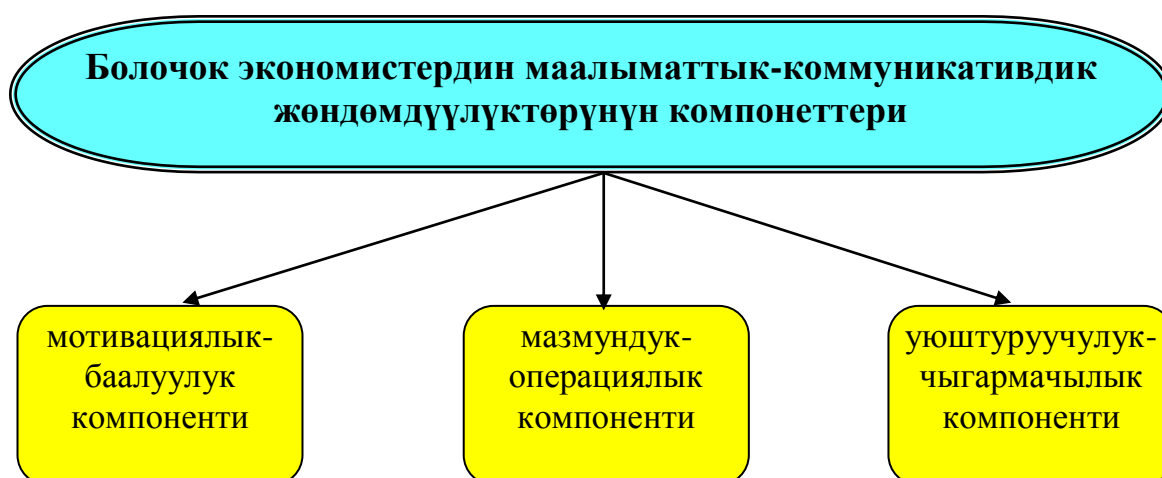 Болочок экономистердин маалыматтык-коммуникативдик
жөндөмдүүлүктөрүнүн компонеттери
мотивациялык-
баалуулук
компоненти
мазмундук-
операциялык
компоненти
уюштуруучулук-
чыгармачылык
компоненти